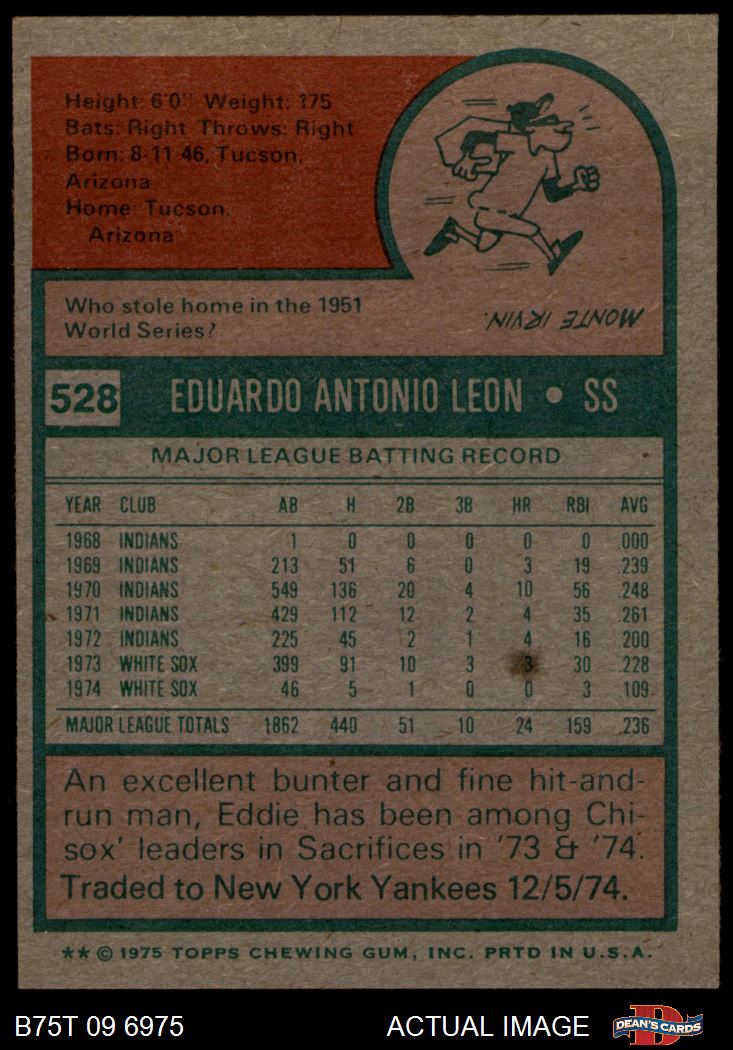 Height: 6'0" Weight: 175
Bats: Right Throws: Right
Born: 8-11-46, Tucson,
Arizona
Home: Tucson,
Arizona
Who stole home in the 1951
World Series?
MONTE IRVIN.
528 EDUARDO ANTONIO LEON • SS
MAJOR LEAGUE BATTING RECORD
YEAR CLUB AB H 2B 3B HR RBI AVG
1968 INDIANS 1 0 0 0 0 0 .000
1969 INDIANS 213 51 6 0 3 19 .239
1970 INDIANS 549 136 20 4 10 56 .248
1971 INDIANS 429 112 12 2 4 35 .261
1972 INDIANS 225 45 2 1 4 16 .200
1973 WHITE SOX 399 91 10 3 3 30 .228
1974 WHITE SOX 46 5 1 0 0 3 .109
MAJOR LEAGUE TOTALS 1862 440 51 10 24 159 .236
An excellent bunter and fine hit-and-
run man, Eddie has been among Chi-
sox' leaders in Sacrifices in '73 & '74.
Traded to New York Yankees 12/5/74.
** © 1975 TOPPS CHEWING GUM, INC. PRTD IN U.S.A.
B75T 09 6975 ACTUAL IMAGE DEAN'S CARDS